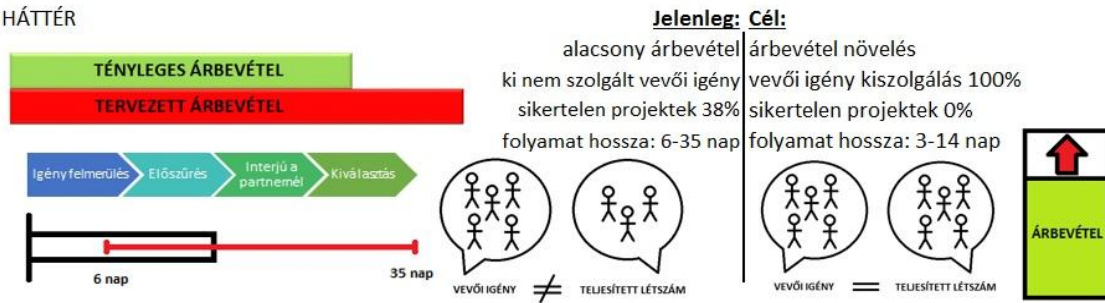 HÁTTÉR
TÉNYLEGES ÁRBEVÉTEL
TERVEZETT ÁRBEVÉTEL
Igény felmerülés
Előszűrés
Interjú a
partnernél
Kiválasztás
6 nap
35 nap
Jelenleg: Cél:
alacsony árbevétel árbevétel növelés
ki nem szolgált vevői igény vevői igény kiszolgálás 100%
sikertelen projektek 38% sikertelen projektek 0%
folyamat hossza: 6-35 nap folyamat hossza: 3-14 nap
VEVŐI IGÉNY ≠ TELJESÍTETT LÉTSZÁM
VEVŐI IGÉNY = TELJESÍTETT LÉTSZÁM
ÁRBEVÉTEL